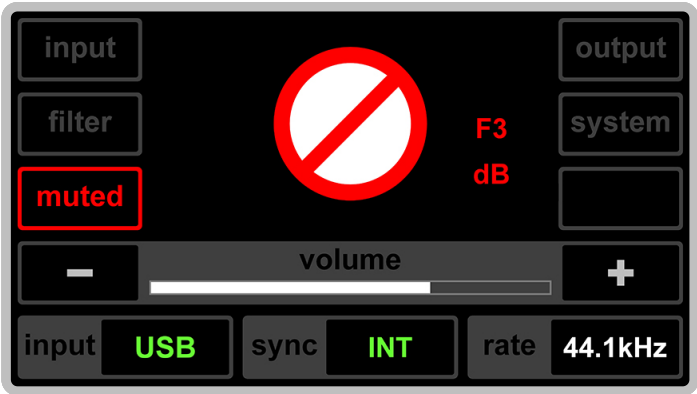 input
output
filter
F3
system
muted
dB
− volume +
input USB sync INT rate 44.1kHz